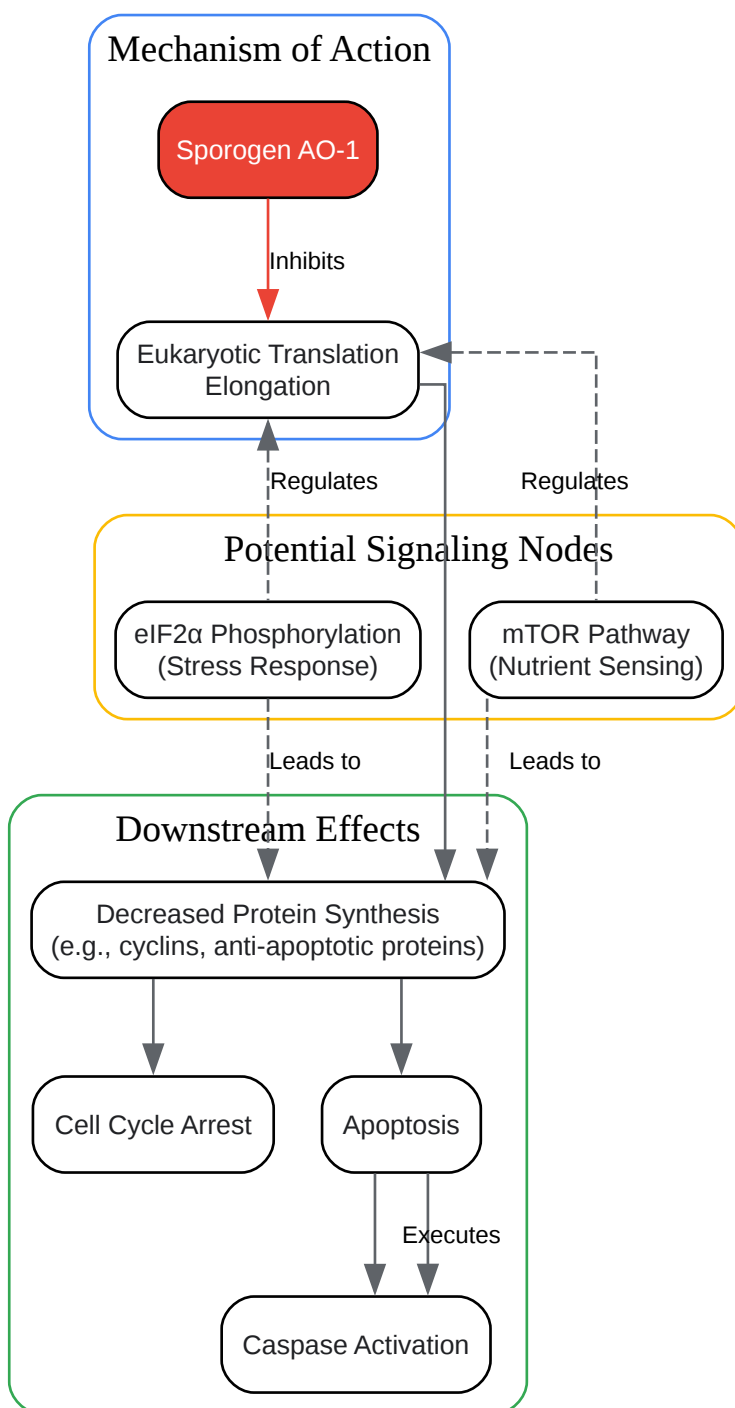 Mechanism of Action
Sporogen AO-1
Inhibits
Eukaryotic Translation
Elongation
Regulates
Regulates
Potential Signaling Nodes
eIF2α Phosphorylation
(Stress Response)
mTOR Pathway
(Nutrient Sensing)
Leads to
Leads to
Downstream Effects
Decreased Protein Synthesis
(e.g., cyclins, anti-apoptotic proteins)
Cell Cycle Arrest
Apoptosis
Executes
Caspase Activation